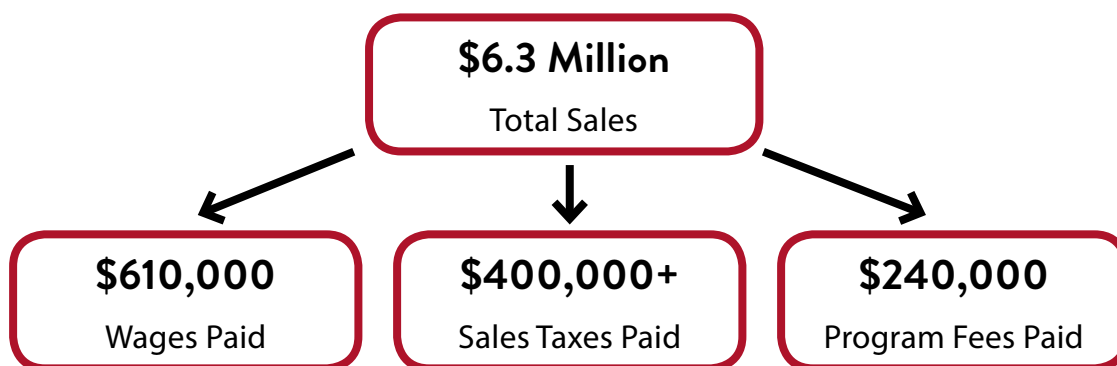 $6.3 Million
Total Sales
$610,000
Wages Paid
$400,000+
Sales Taxes Paid
$240,000
Program Fees Paid